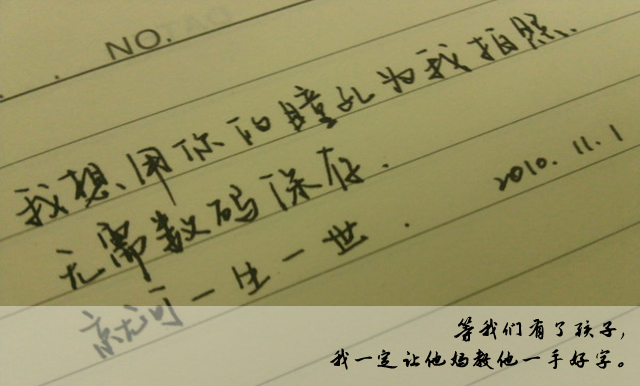 NO.
我想用你的瞳孔为我拍照.
无需数码保存.
就可一生一世.
2010.11.1
等我们有了孩子，
我一定让他妈教他一手好字。